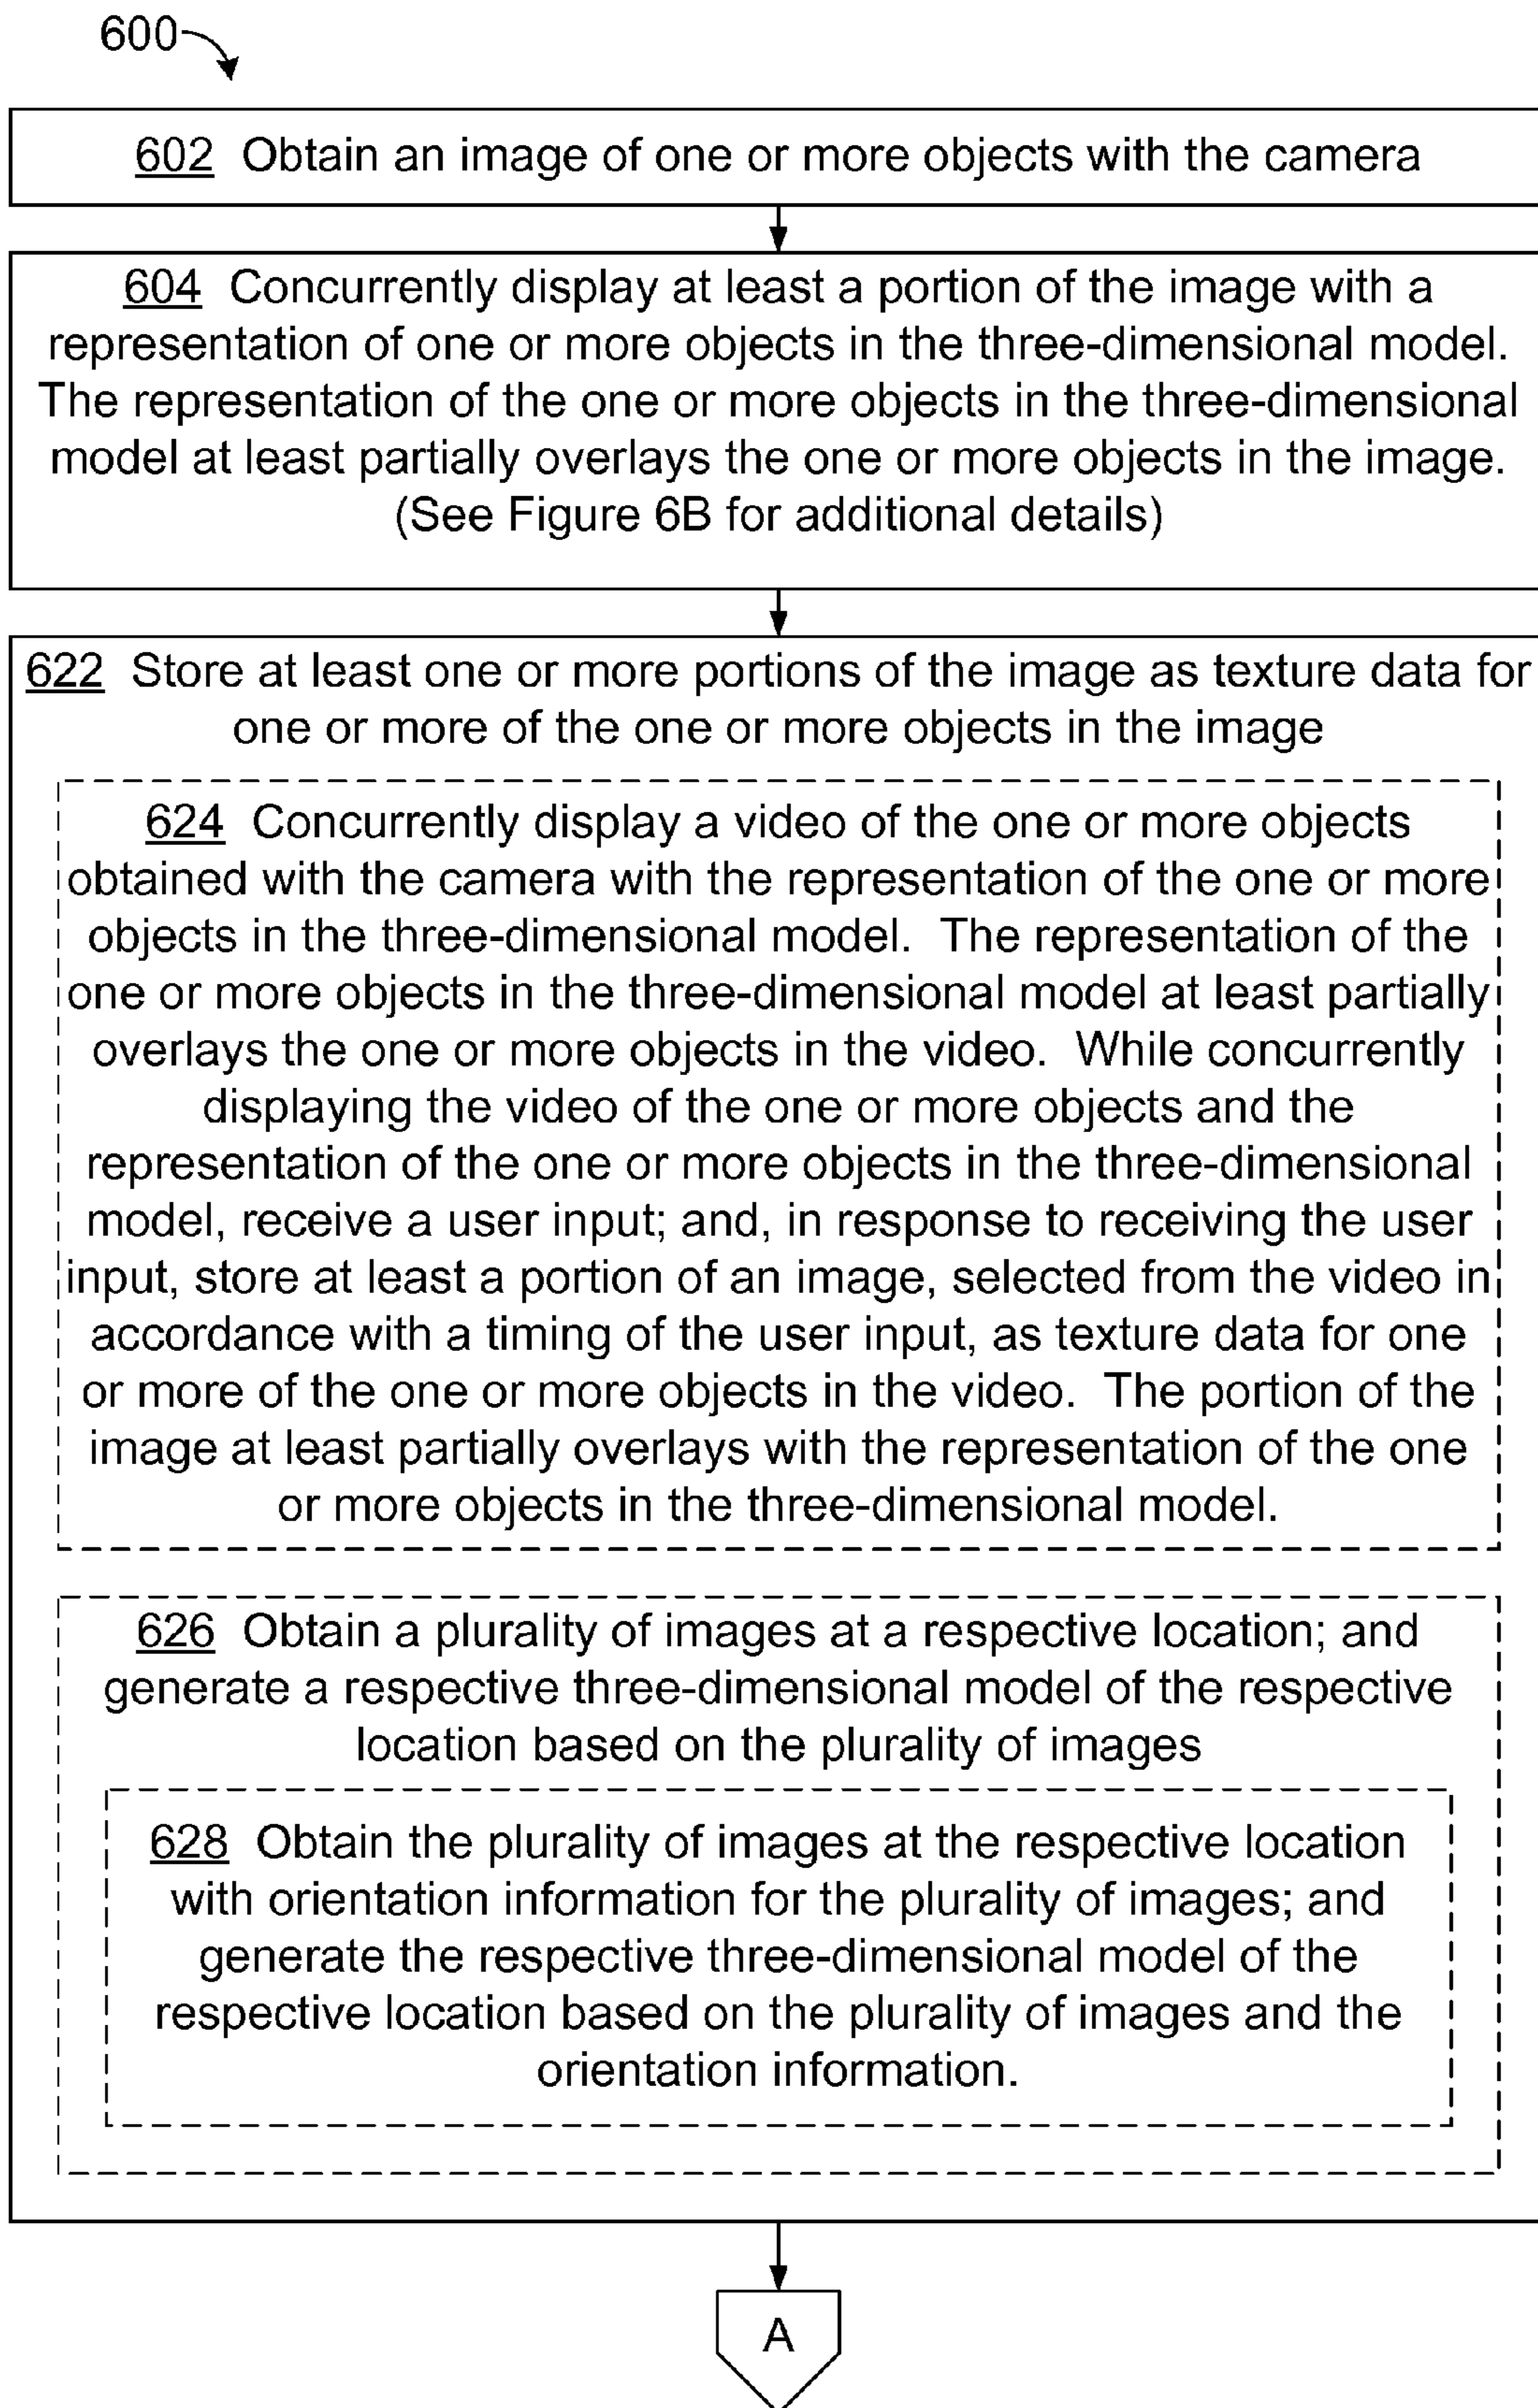 600
602 Obtain an image of one or more objects with the camera
604 Concurrently display at least a portion of the image with a
representation of one or more objects in the three-dimensional model.
The representation of the one or more objects in the three-dimensional
model at least partially overlays the one or more objects in the image.
(See Figure 6B for additional details)
622 Store at least one or more portions of the image as texture data for
one or more of the one or more objects in the image
624 Concurrently display a video of the one or more objects
obtained with the camera with the representation of the one or more
objects in the three-dimensional model. The representation of the
one or more objects in the three-dimensional model at least partially
overlays the one or more objects in the video. While concurrently
displaying the video of the one or more objects and the
representation of the one or more objects in the three-dimensional
model, receive a user input; and, in response to receiving the user
input, store at least a portion of an image, selected from the video in
accordance with a timing of the user input, as texture data for one
or more of the one or more objects in the video. The portion of the
image at least partially overlays with the representation of the one
or more objects in the three-dimensional model.
626 Obtain a plurality of images at a respective location; and
generate a respective three-dimensional model of the respective
location based on the plurality of images
628 Obtain the plurality of images at the respective location
with orientation information for the plurality of images; and
generate the respective three-dimensional model of the
respective location based on the plurality of images and the
orientation information.
A